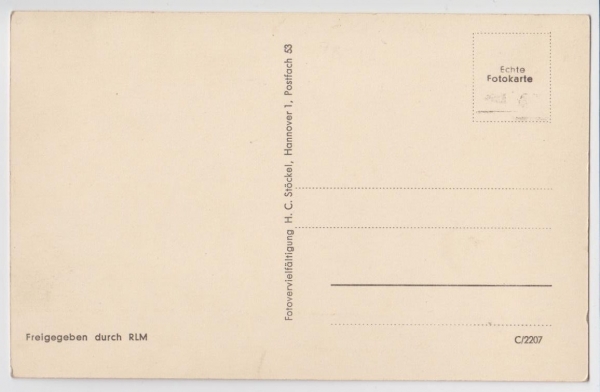 Echte
Fotokarte
Fotovervielfältigung H. C. Stöckel, Hannover 1, Postfach 53
Freigegeben durch RLM
C/2207